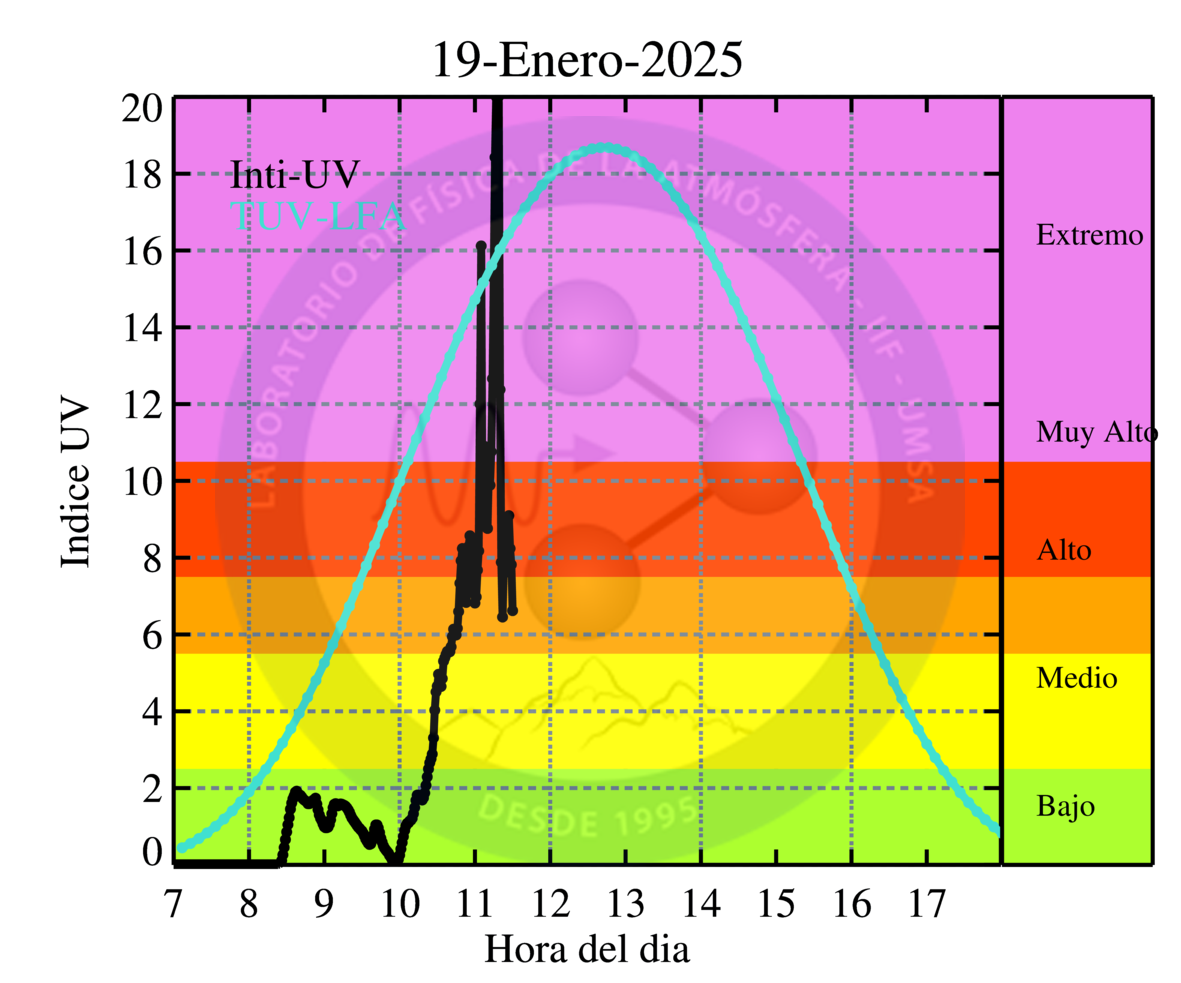 19-Enero-2025
Inti-UV
TUV-LFA
LABORATORIO DE FÍSICA DE LA ATMÓSFERA - IIF - UMSA
DESDE 1995
Indice UV
20
18
16
14
12
10
8
6
4
2
0
Extremo
Muy Alto
Alto
Medio
Bajo
7 8 9 10 11 12 13 14 15 16 17
Hora del dia